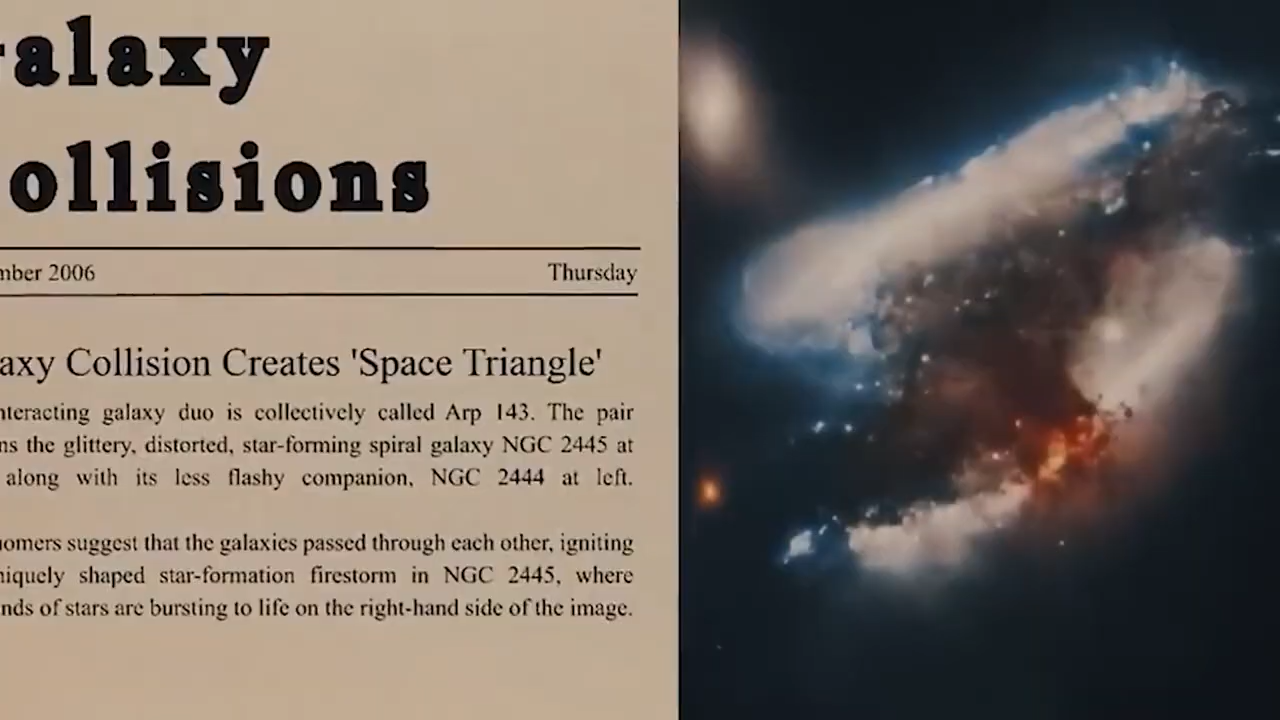 alaxy
ollisions
mber 2006 Thursday
axy Collision Creates 'Space Triangle'
nteracting galaxy duo is collectively called Arp 143. The pair
ns the glittery, distorted, star-forming spiral galaxy NGC 2445 at
along with its less flashy companion, NGC 2444 at left.
nomers suggest that the galaxies passed through each other, igniting
niquely shaped star-formation firestorm in NGC 2445, where
nds of stars are bursting to life on the right-hand side of the image.